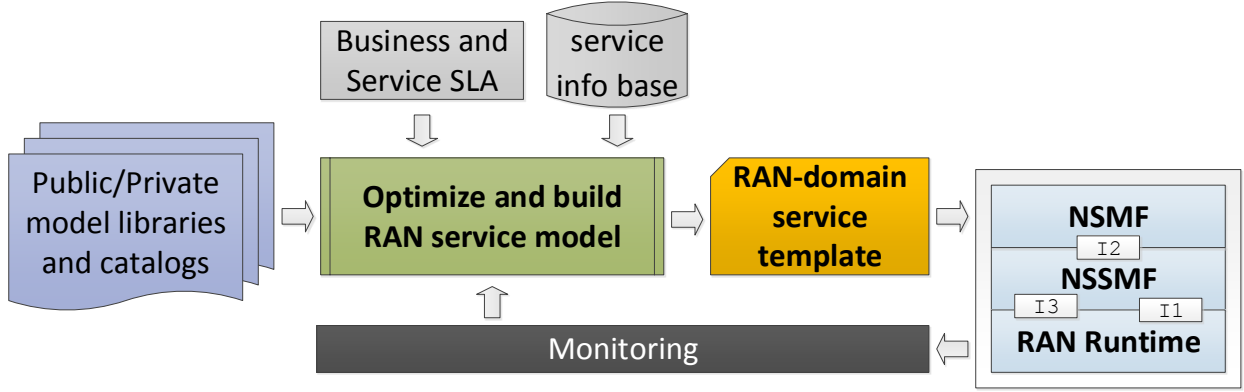 Business and
Service SLA
service
info base
Public/Private
model libraries
and catalogs
Optimize and build
RAN service model
RAN-domain
service
template
NSMF
I2
NSSMF
I3
I1
RAN Runtime
Monitoring